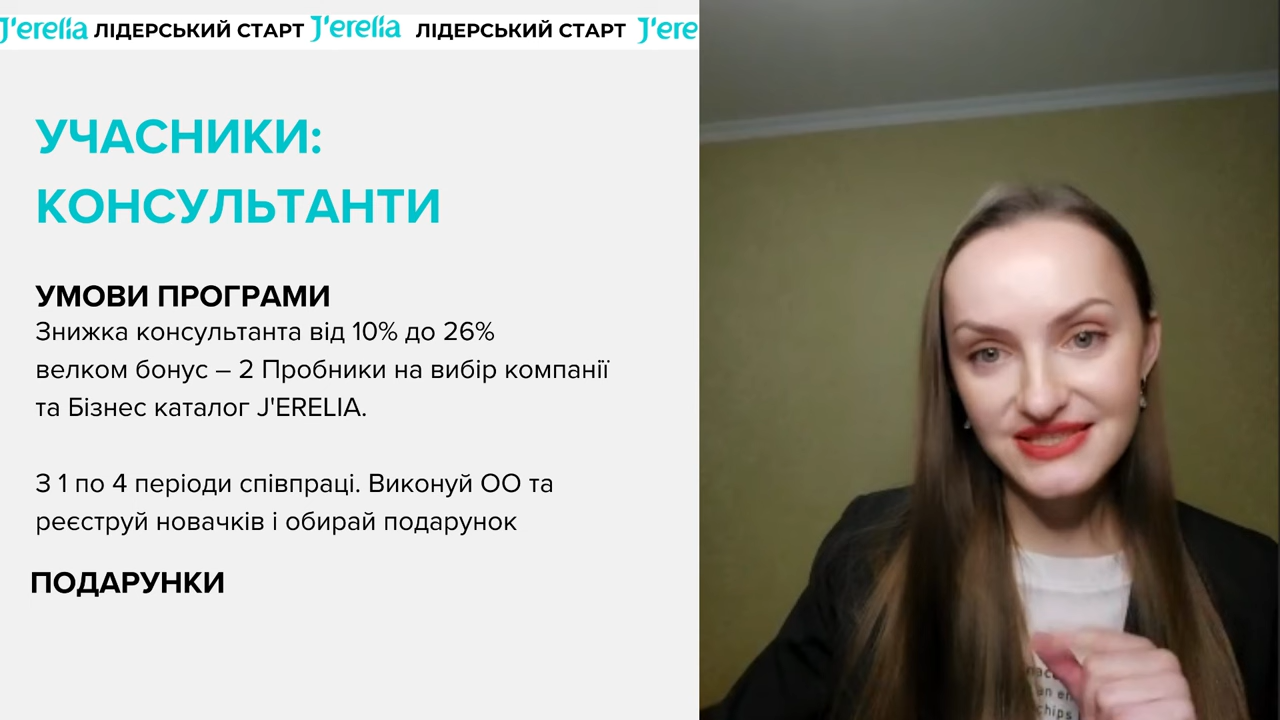 J'erelia ЛІДЕРСЬКИЙ СТАРТ J'erelia ЛІДЕРСЬКИЙ СТАРТ J'ere
УЧАСНИКИ:
КОНСУЛЬТАНТИ
УМОВИ ПРОГРАМИ
Знижка консультанта від 10% до 26%
велком бонус – 2 Пробники на вибір компанії
та Бізнес каталог J'ERELIA.
З 1 по 4 періоди співпраці. Виконуй ОО та
реєструй новачків і обирай подарунок
ПОДАРУНКИ